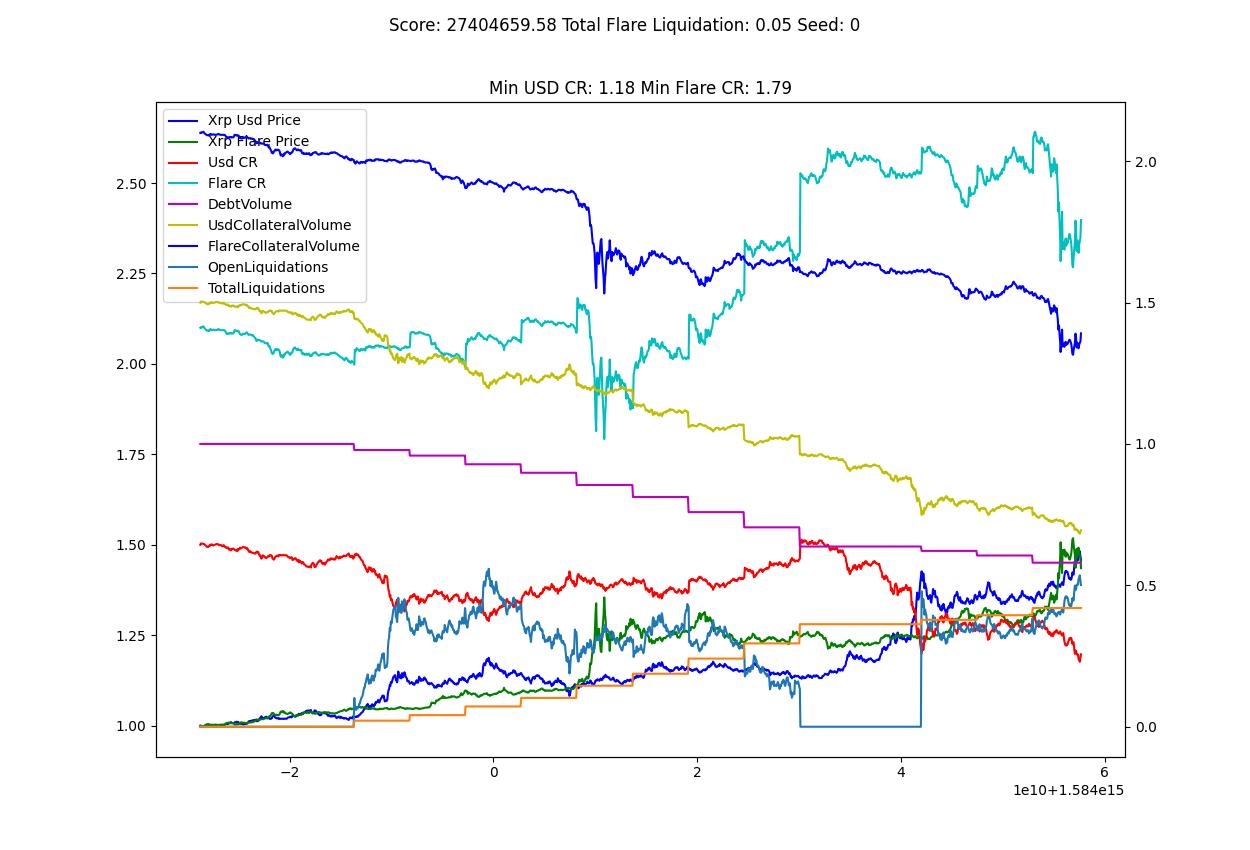 Score: 27404659.58 Total Flare Liquidation: 0.05 Seed: 0
Min USD CR: 1.18 Min Flare CR: 1.79
Xrp Usd Price
Xrp Flare Price
Usd CR
Flare CR
DebtVolume
UsdCollateralVolume
FlareCollateralVolume
OpenLiquidations
TotalLiquidations
2.50
2.25
2.00
1.75
1.50
1.25
1.00
2.0
1.5
1.0
0.5
0.0
−2
0
2
4
6
1e10+1.584e15